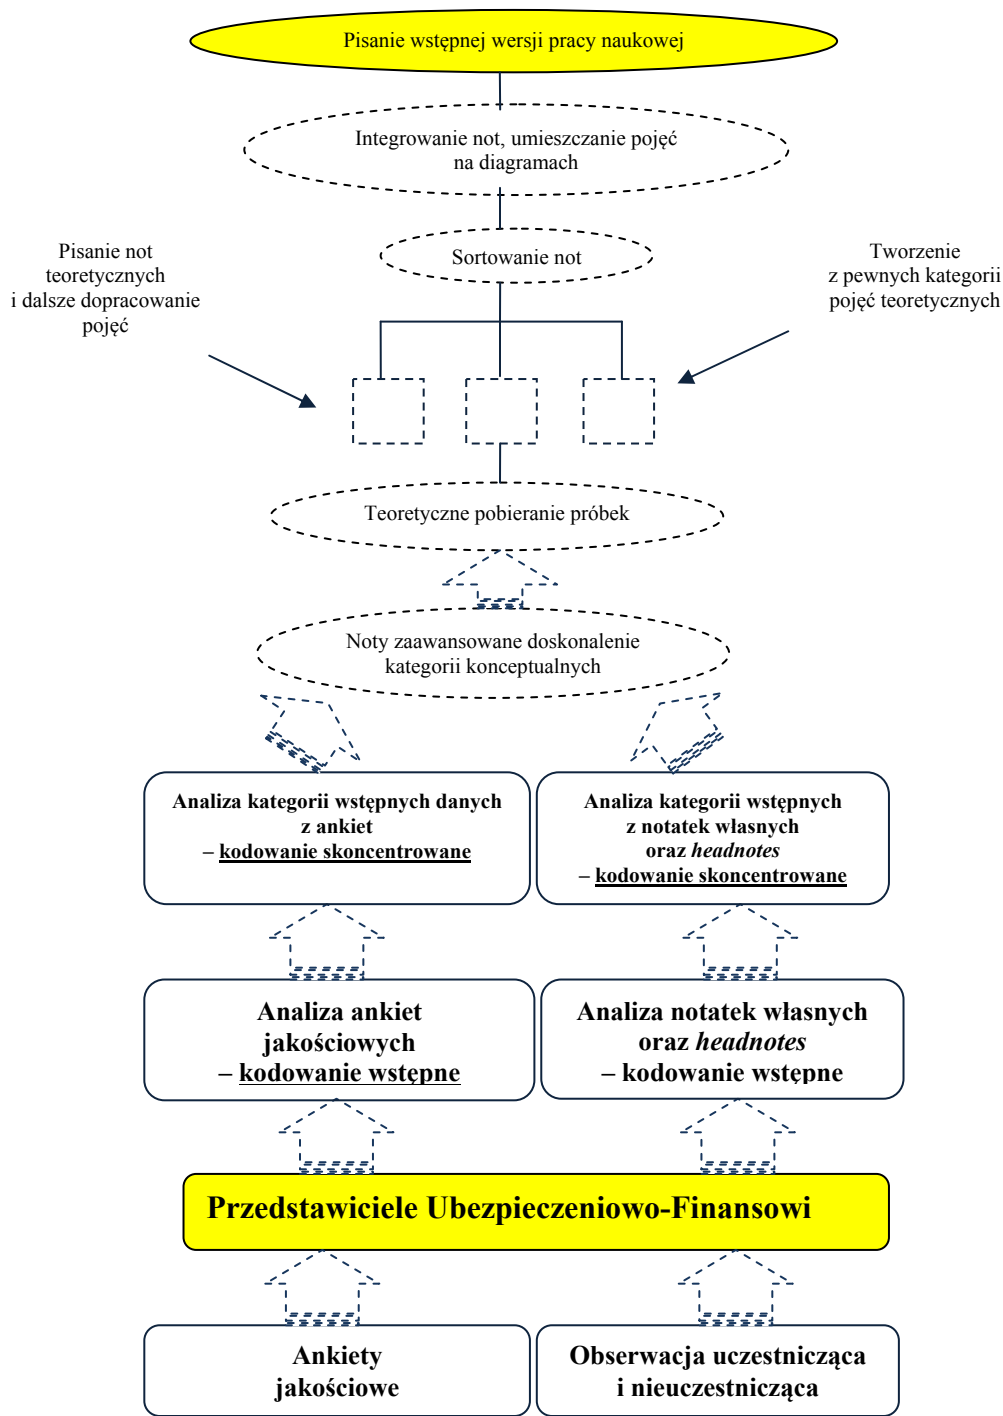 Pisanie wstępnej wersji pracy naukowej
Integrowanie not, umieszczanie pojęć
na diagramach
Sortowanie not
Pisanie not
teoretycznych
i dalsze dopracowanie
pojęć
Tworzenie
z pewnych kategorii
pojęć teoretycznych
Teoretyczne pobieranie próbek
Noty zaawansowane doskonalenie
kategorii konceptualnych
Analiza kategorii wstępnych danych
z ankiet
– kodowanie skoncentrowane
Analiza kategorii wstępnych
z notatek własnych
oraz headnotes
– kodowanie skoncentrowane
Analiza ankiet
jakościowych
– kodowanie wstępne
Analiza notatek własnych
oraz headnotes
– kodowanie wstępne
Przedstawiciele Ubezpieczeniowo-Finansowi
Ankiety
jakościowe
Obserwacja uczestnicząca
i nieuczestnicząca